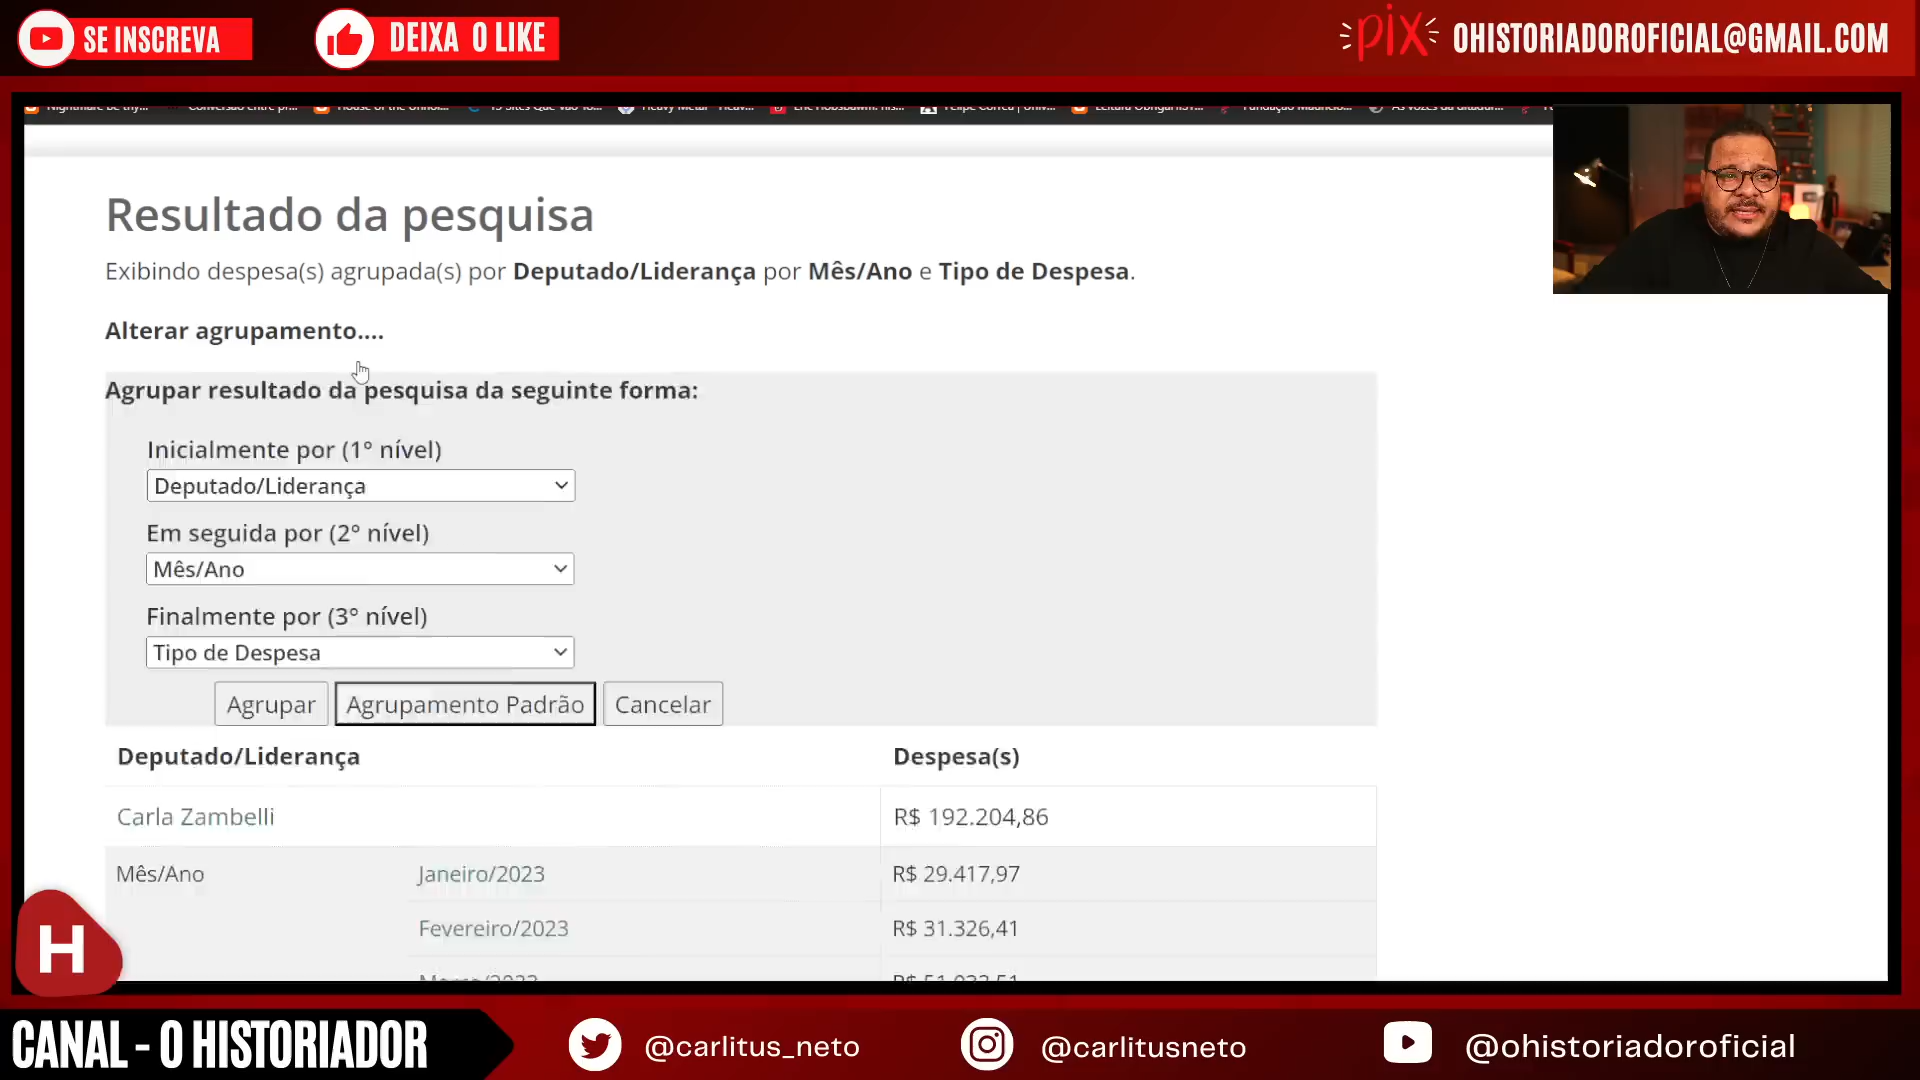 SE INSCREVA
DEIXA O LIKE
PIX OHISTORIADOROFICIAL@GMAIL.COM
Resultado da pesquisa
Exibindo despesa(s) agrupada(s) por Deputado/Liderança por Mês/Ano e Tipo de Despesa.
Alterar agrupamento....
Agrupar resultado da pesquisa da seguinte forma:
Inicialmente por (1º nível)
Deputado/Liderança
Em seguida por (2º nível)
Mês/Ano
Finalmente por (3º nível)
Tipo de Despesa
Agrupar Agrupamento Padrão Cancelar
Deputado/Liderança Despesa(s)
Carla Zambelli R$ 192.204,86
Mês/Ano Janeiro/2023 R$ 29.417,97
Fevereiro/2023 R$ 31.326,41
H
CANAL - O HISTORIADOR @carlitus_neto @carlitusneto @ohistoriadoroficial